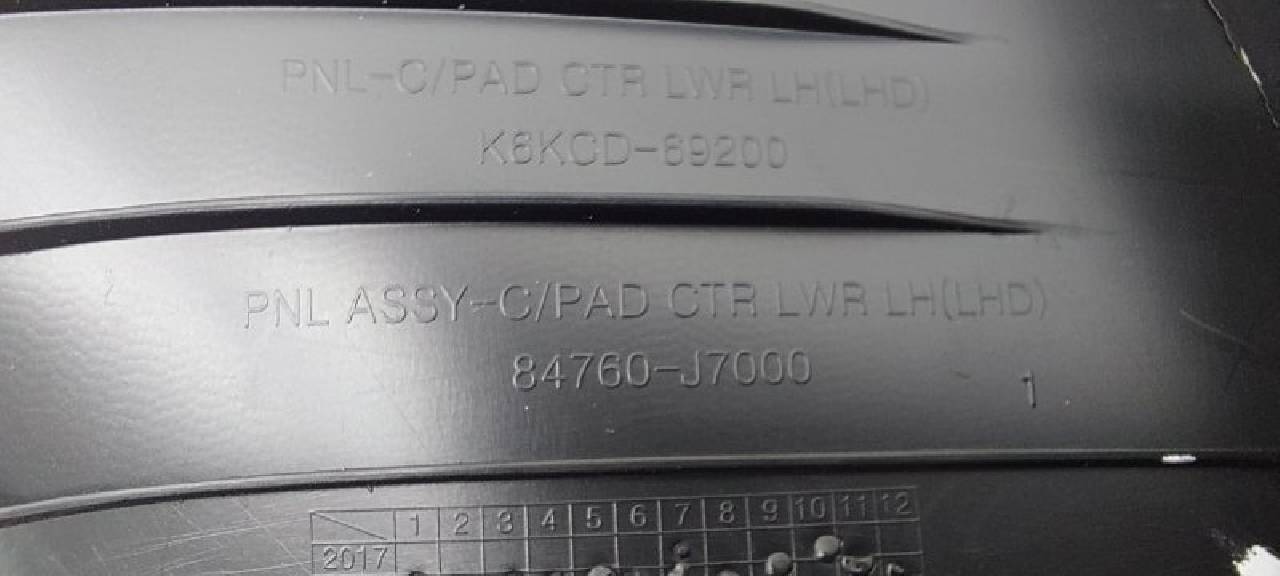 PNL-C/PAD CTR LWR LH(LHD)
K6KCD-69200
PNL ASSY-C/PAD CTR LWR LH(LHD)
84760-J7000
1
1 2 3 4 5 6 7 8 9 10 11 12
2017